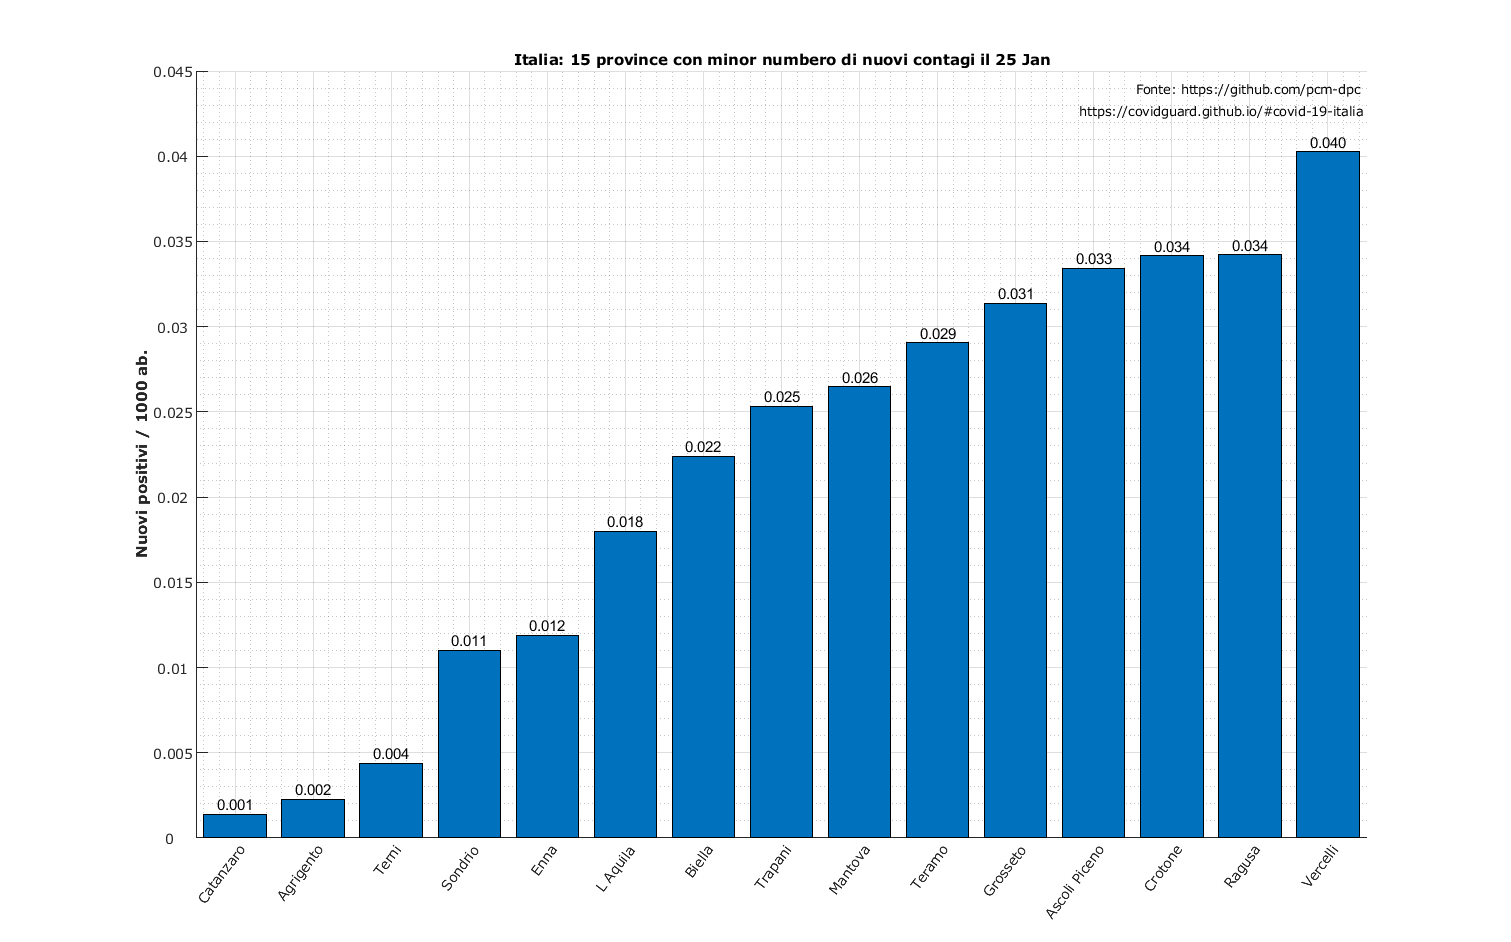 Italia: 15 province con minor numbero di nuovi contagi il 25 Jan
Fonte: https://github.com/pcm-dpc
https://covidguard.github.io/#covid-19-italia
Nuovi positivi / 1000 ab.
0.045
0.04
0.035
0.03
0.025
0.02
0.015
0.01
0.005
0
0.001
0.002
0.004
0.011
0.012
0.018
0.022
0.025
0.026
0.029
0.031
0.033
0.034
0.034
0.040
Catanzaro
Agrigento
Terni
Sondrio
Enna
L Aquila
Biella
Trapani
Mantova
Teramo
Grosseto
Ascoli Piceno
Crotone
Ragusa
Vercelli